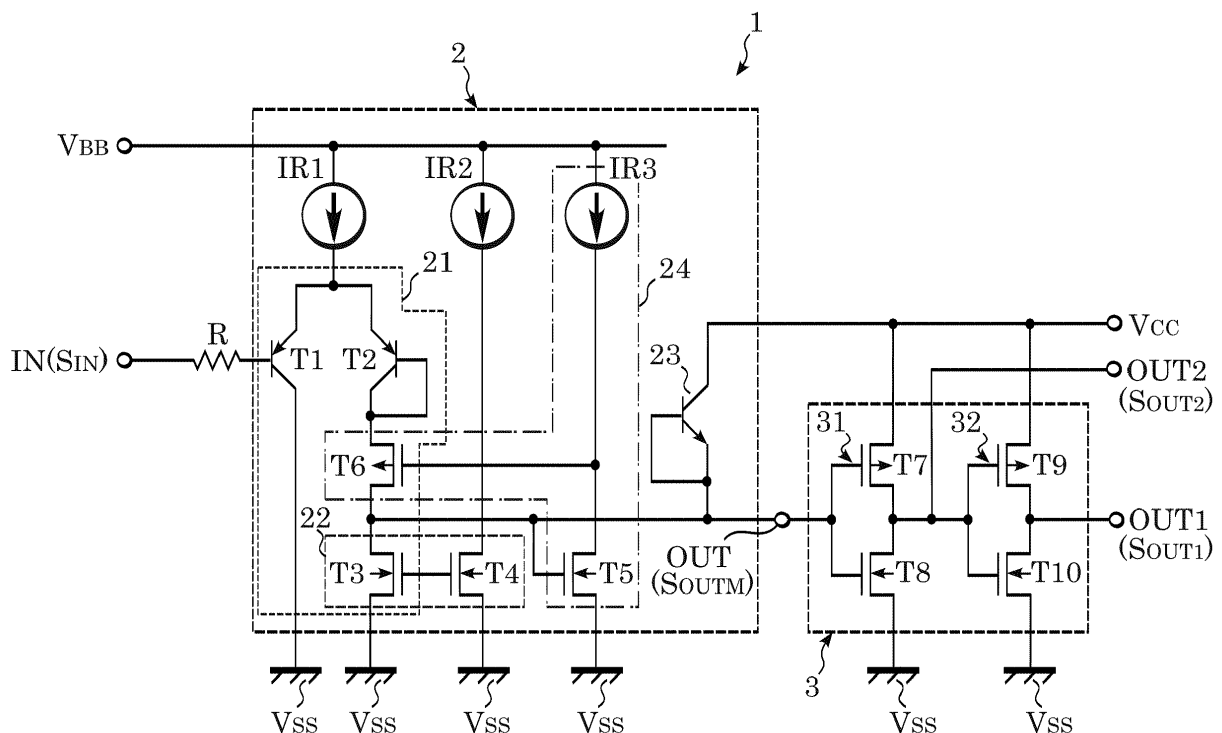 1
2
VBB
IR1
IR2
IR3
21
24
VCC
R
IN(SIN)
T1
T2
23
OUT2
(SOUT2)
31
32
T6
T7
T9
22
OUT1
(SOUT1)
OUT
(SOUTM)
T3
T4
T5
T8
T10
3
VSS
VSS
VSS
VSS
VSS
VSS